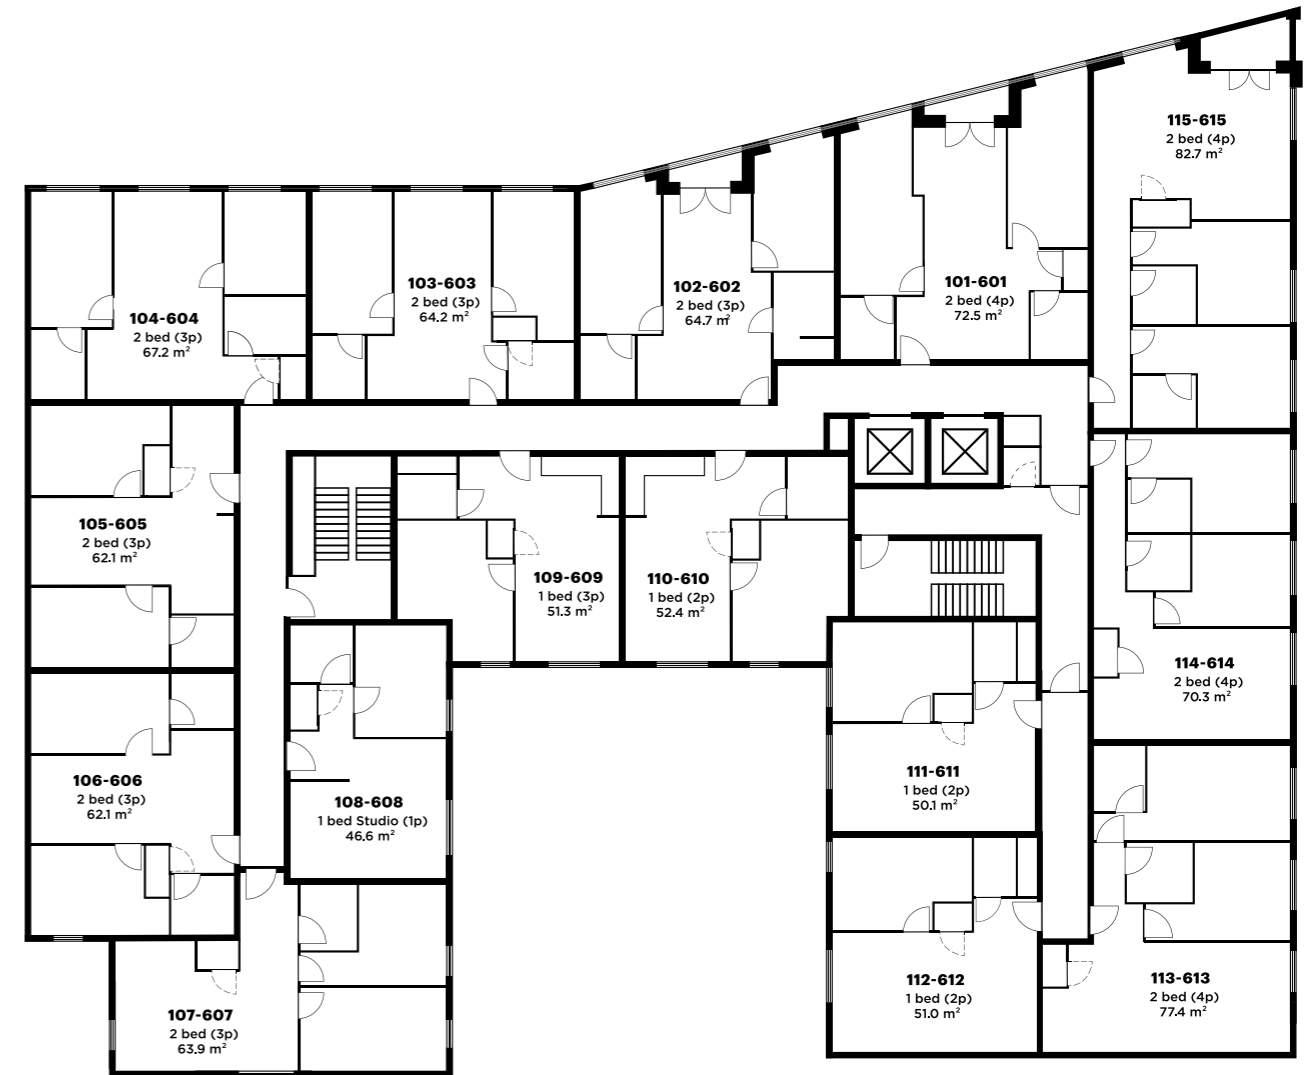 115-615
2 bed (4p)
82.7 m²
103-603
2 bed (3p)
64.2 m²
102-602
2 bed (3p)
64.7 m²
101-601
2 bed (4p)
72.5 m²
104-604
2 bed (3p)
67.2 m²
105-605
2 bed (3p)
62.1 m²
109-609
1 bed (3p)
51.3 m²
110-610
1 bed (2p)
52.4 m²
114-614
2 bed (4p)
70.3 m²
106-606
2 bed (3p)
62.1 m²
108-608
1 bed Studio (1p)
46.6 m²
111-611
1 bed (2p)
50.1 m²
112-612
1 bed (2p)
51.0 m²
113-613
2 bed (4p)
77.4 m²
107-607
2 bed (3p)
63.9 m²